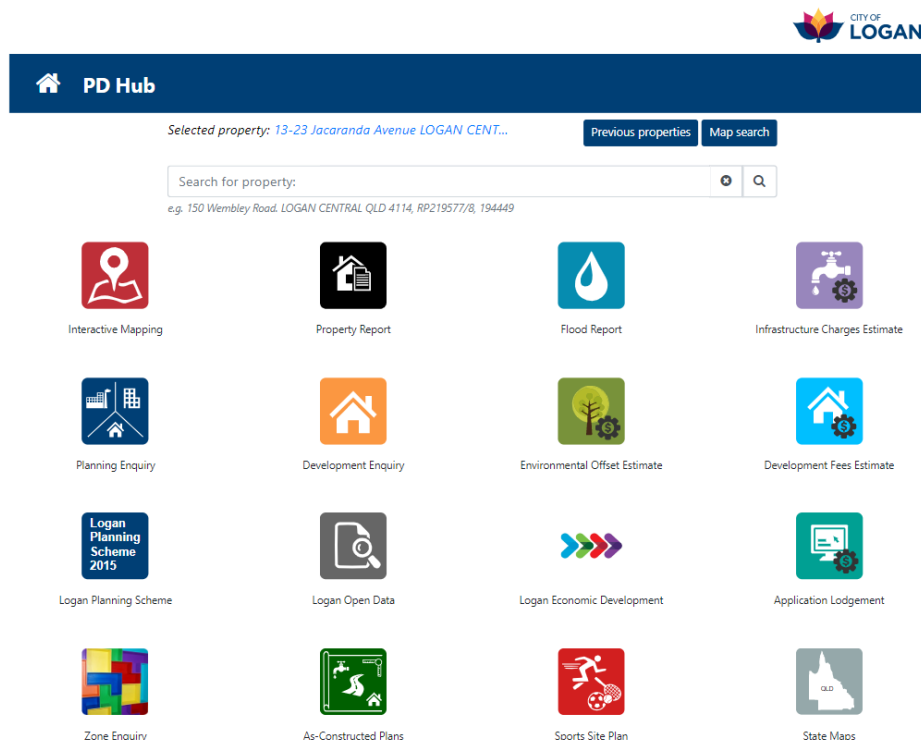 CITY OF
LOGAN
PD Hub
Selected property: 13-23 Jacaranda Avenue LOGAN CENT...
Previous properties
Map search
Search for property:
e.g. 150 Wembley Road. LOGAN CENTRAL QLD 4114, RP219577/8, 194449
Interactive Mapping
Property Report
Flood Report
Infrastructure Charges Estimate
Planning Enquiry
Development Enquiry
Environmental Offset Estimate
Development Fees Estimate
Logan
Planning
Scheme
2015
Logan Planning Scheme
Logan Open Data
Logan Economic Development
Application Lodgement
QLD
Zone Enquiry
As-Constructed Plans
Sports Site Plan
State Maps